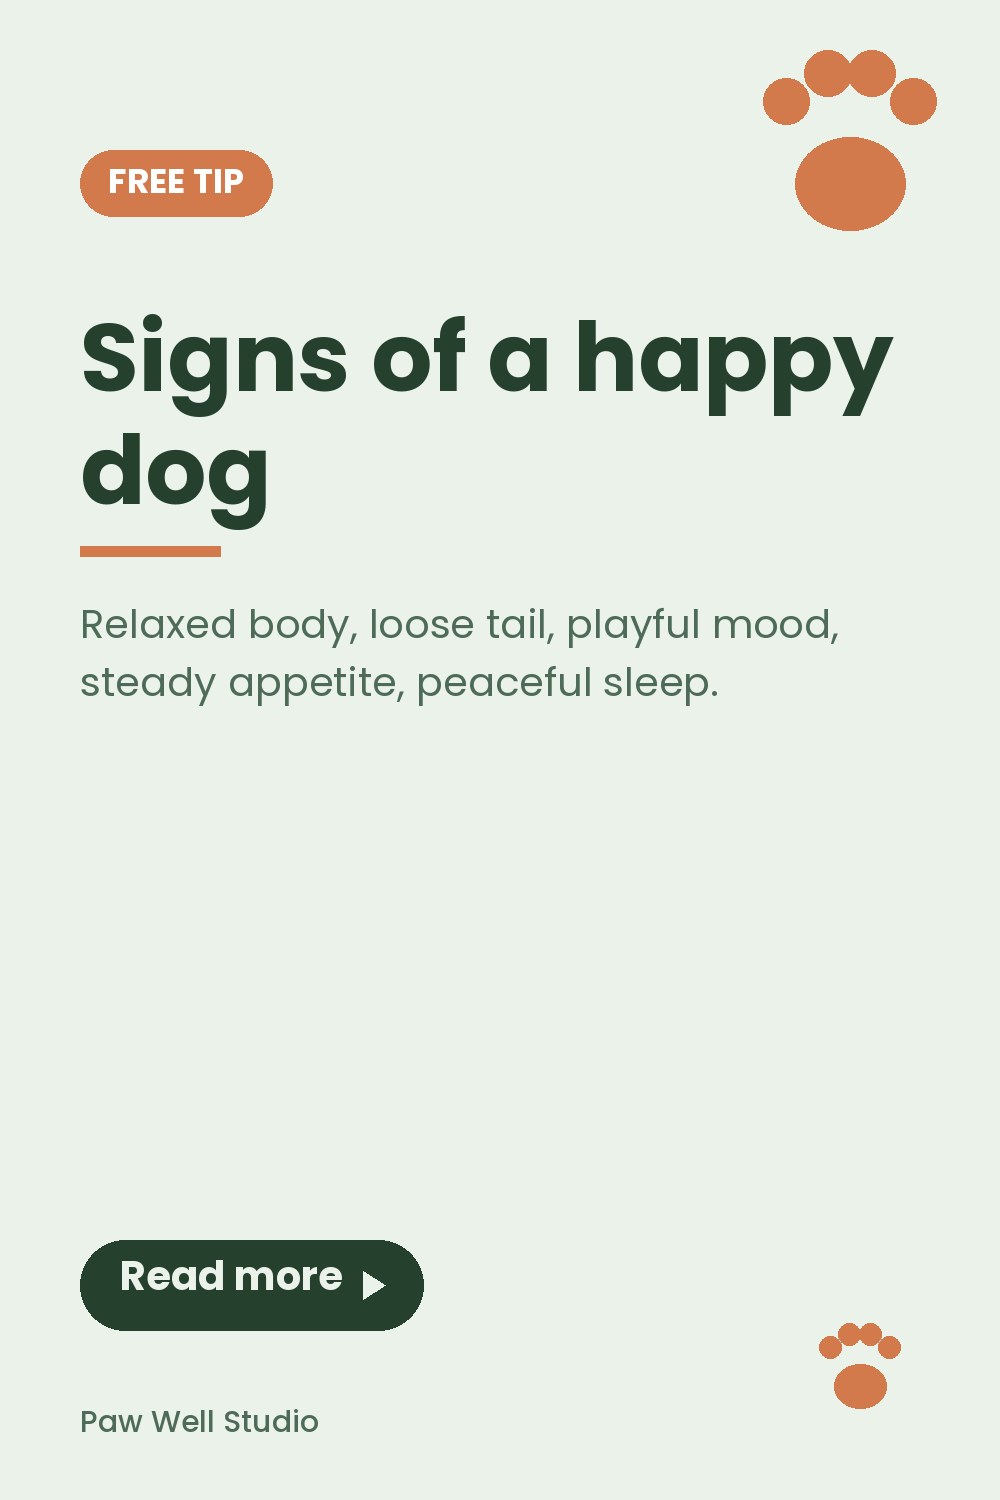 FREE TIP
Signs of a happy
dog
Relaxed body, loose tail, playful mood,
steady appetite, peaceful sleep.
Read more
Paw Well Studio